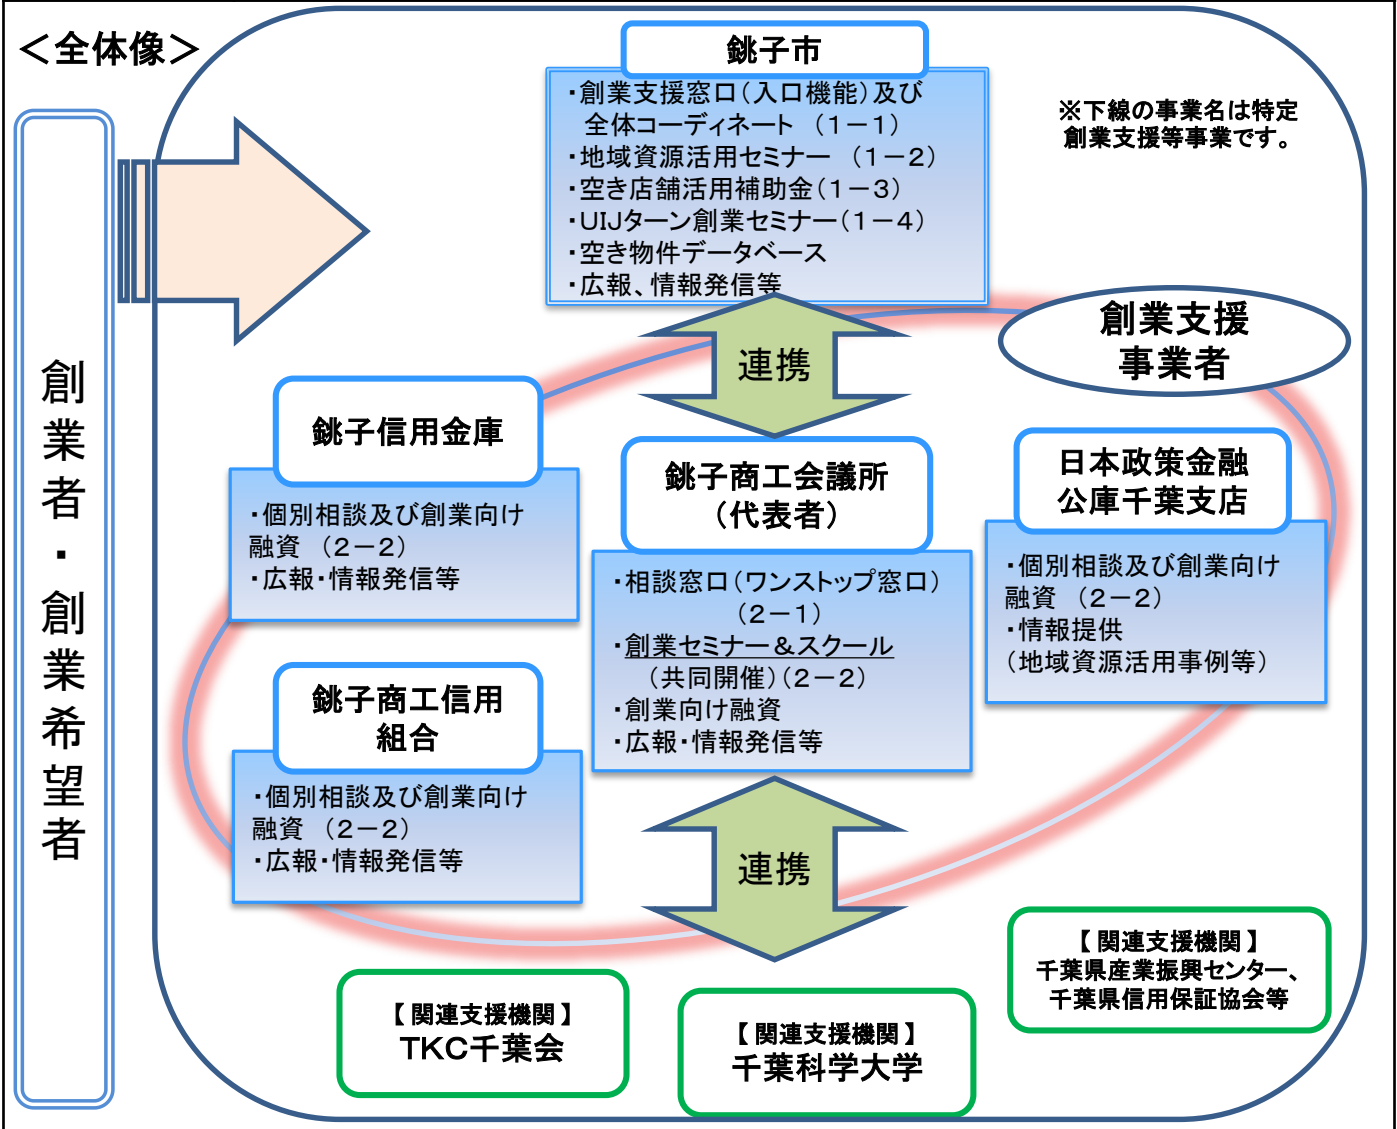 ＜全体像＞
創業者・創業希望者
銚子市
・創業支援窓口（入口機能）及び
全体コーディネート （１－１）
・地域資源活用セミナー （１－２）
・空き店舗活用補助金（１－３）
・UIJターン創業セミナー（１－４）
・空き物件データベース
・広報、情報発信等
※下線の事業名は特定
創業支援等事業です。
創業支援
事業者
連携
銚子信用金庫
・個別相談及び創業向け
融資 （２－２）
・広報・情報発信等
銚子商工会議所
（代表者）
・相談窓口（ワンストップ窓口）
（２－１）
・創業セミナー＆スクール
（共同開催）（２－２）
・創業向け融資
・広報・情報発信等
日本政策金融
公庫千葉支店
・個別相談及び創業向け
融資 （２－２）
・情報提供
（地域資源活用事例等）
銚子商工信用
組合
・個別相談及び創業向け
融資 （２－２）
・広報・情報発信等
連携
【関連支援機関】
TKC千葉会
【関連支援機関】
千葉科学大学
【関連支援機関】
千葉県産業振興センター、
千葉県信用保証協会等